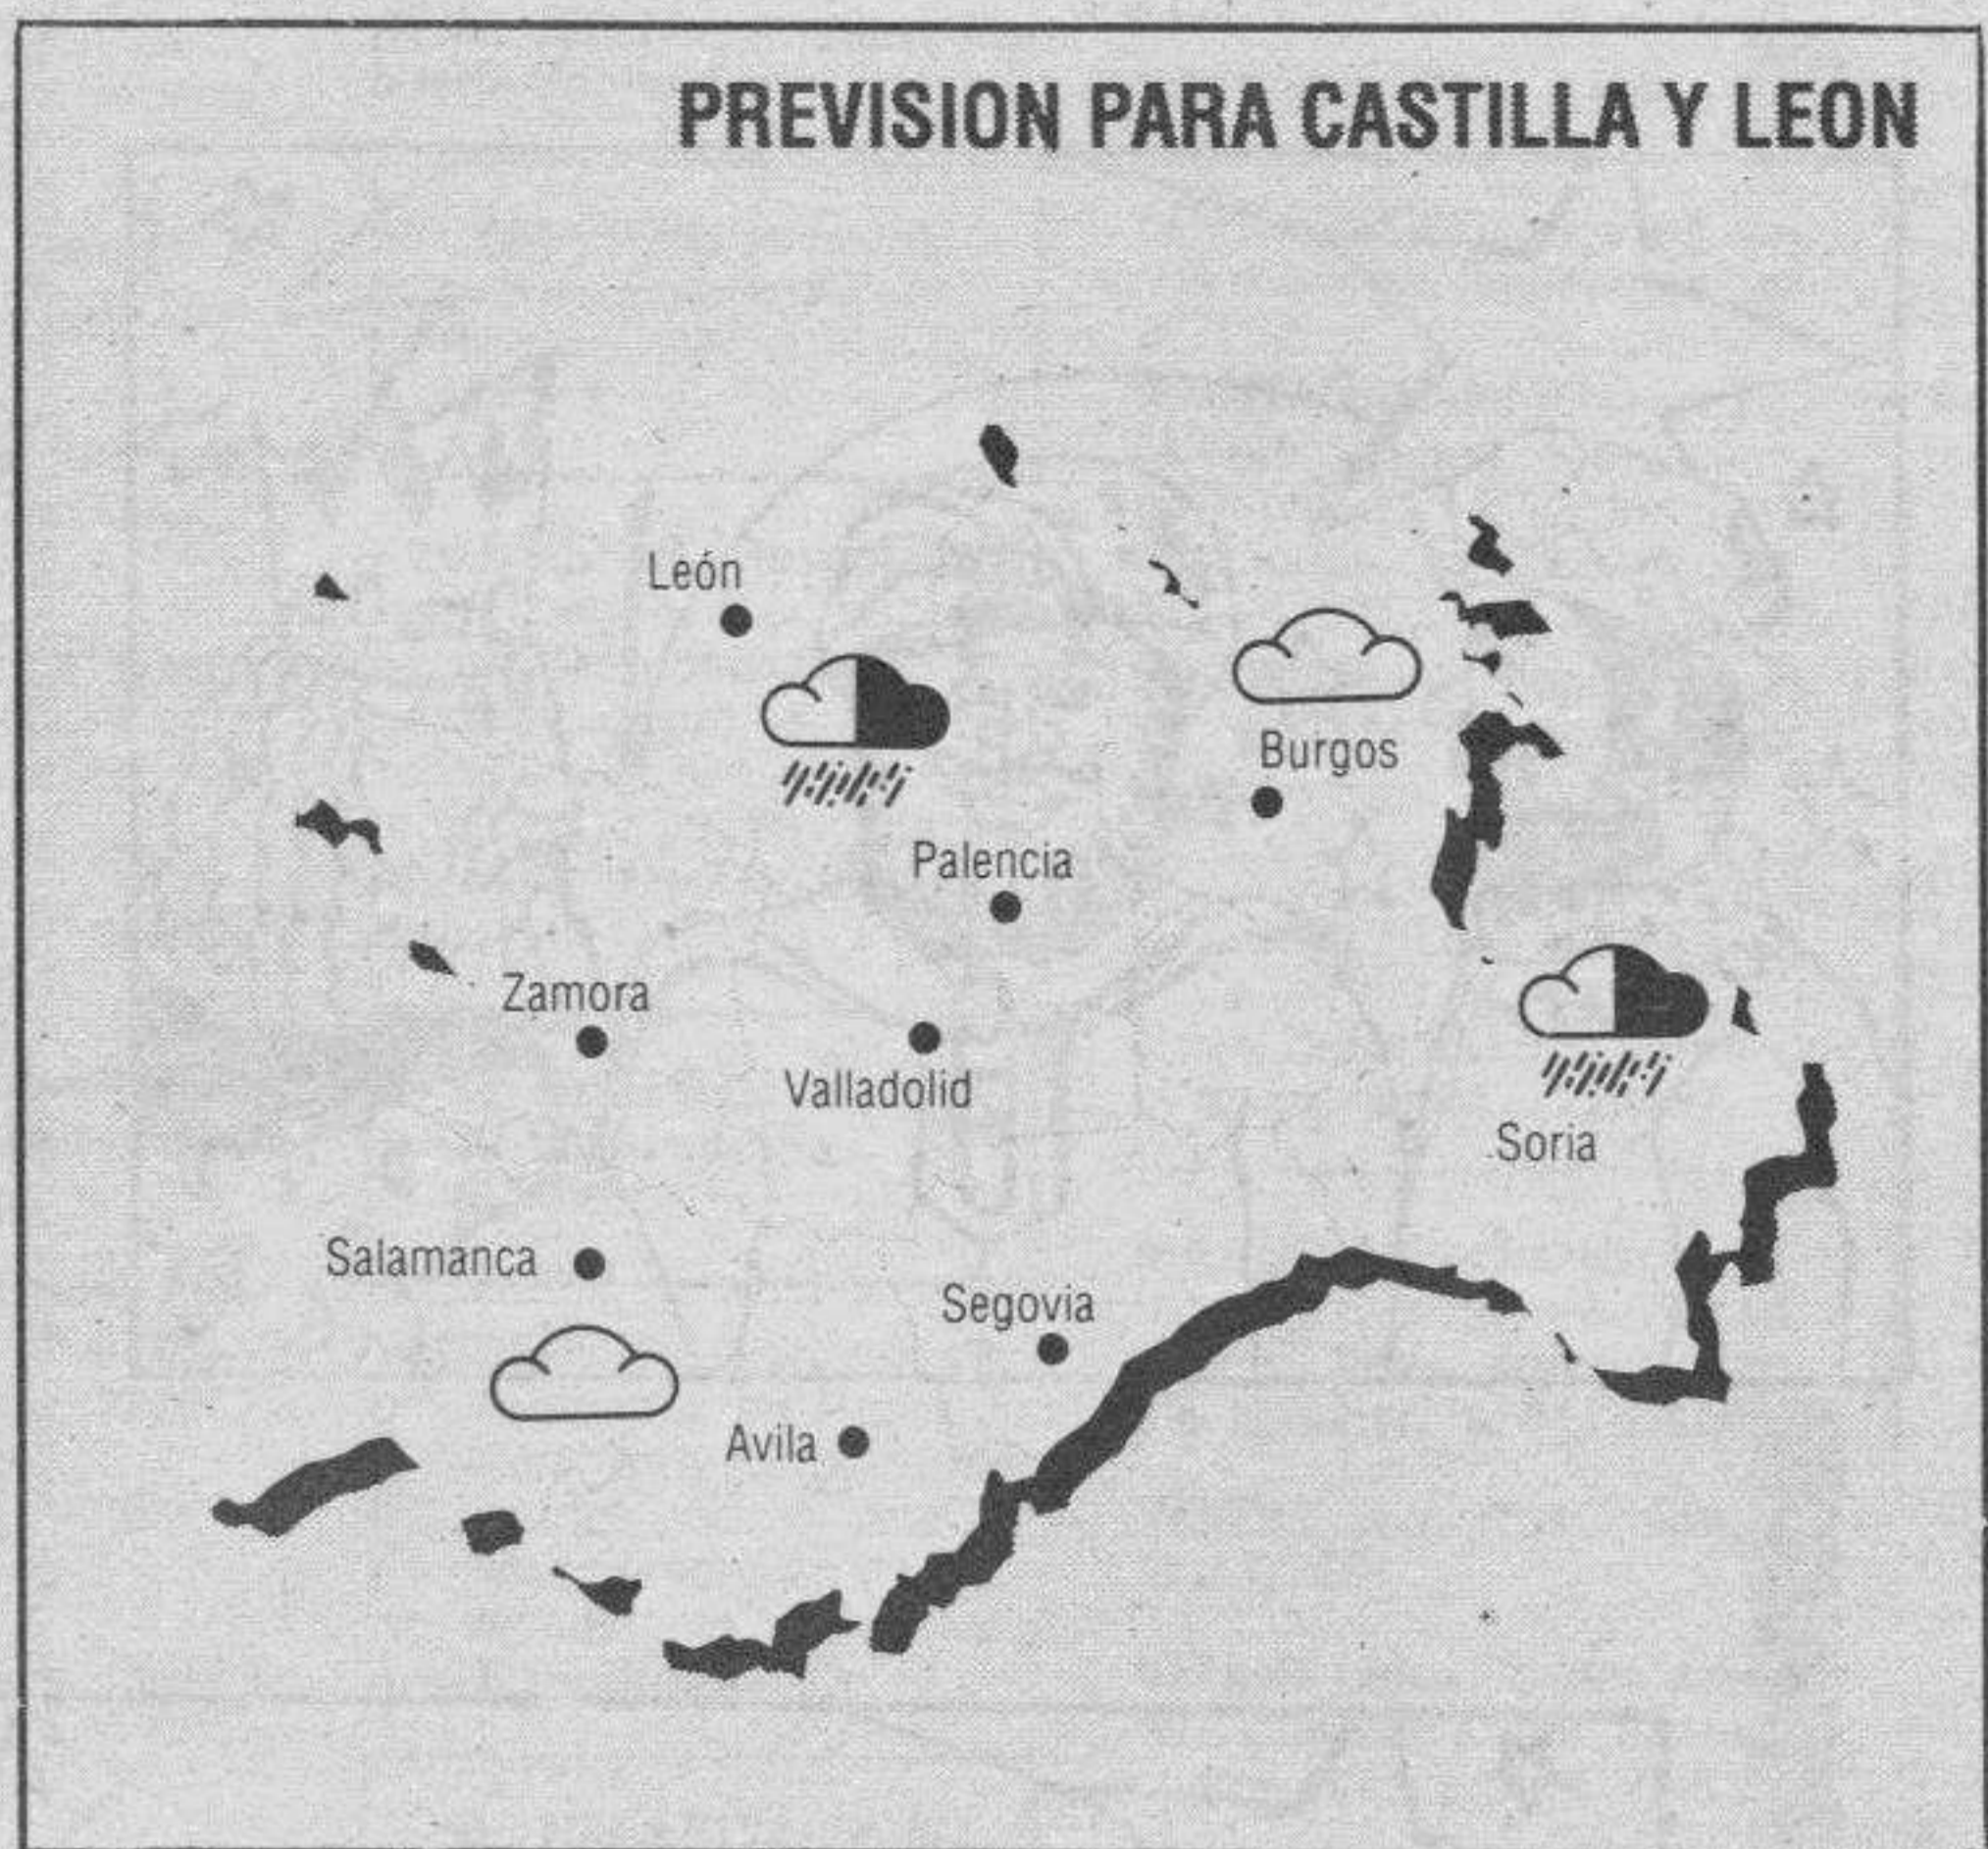 PREVISION PARA CASTILLA Y LEON
León
Burgos
Palencia
Zamora
Valladolid
Soria
Salamanca
Segovia
Avila